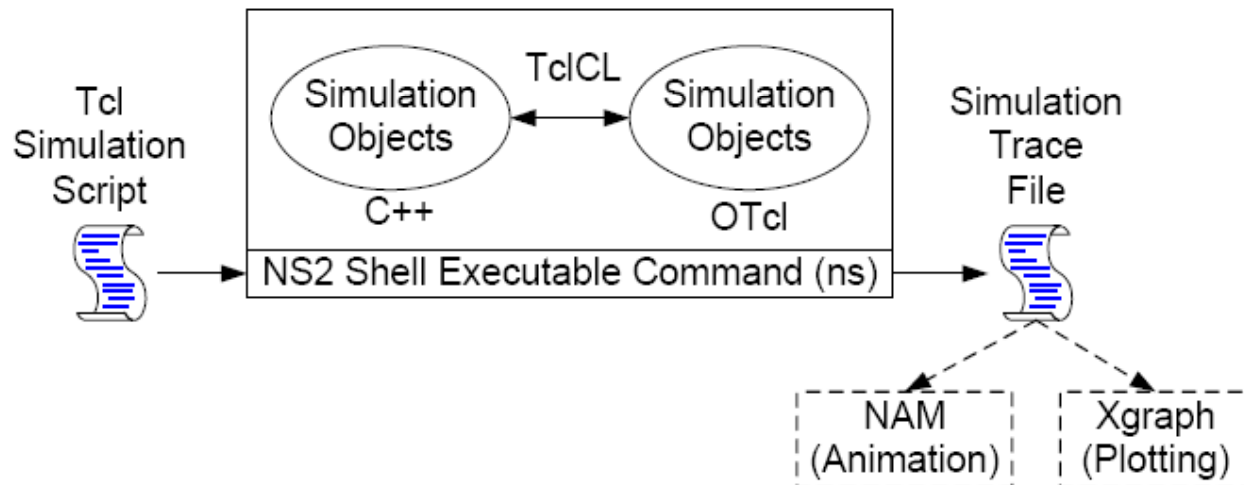 Tcl
Simulation
Script
TclCL
Simulation
Objects
C++
Simulation
Objects
OTcl
NS2 Shell Executable Command (ns)
Simulation
Trace
File
NAM
(Animation)
Xgraph
(Plotting)